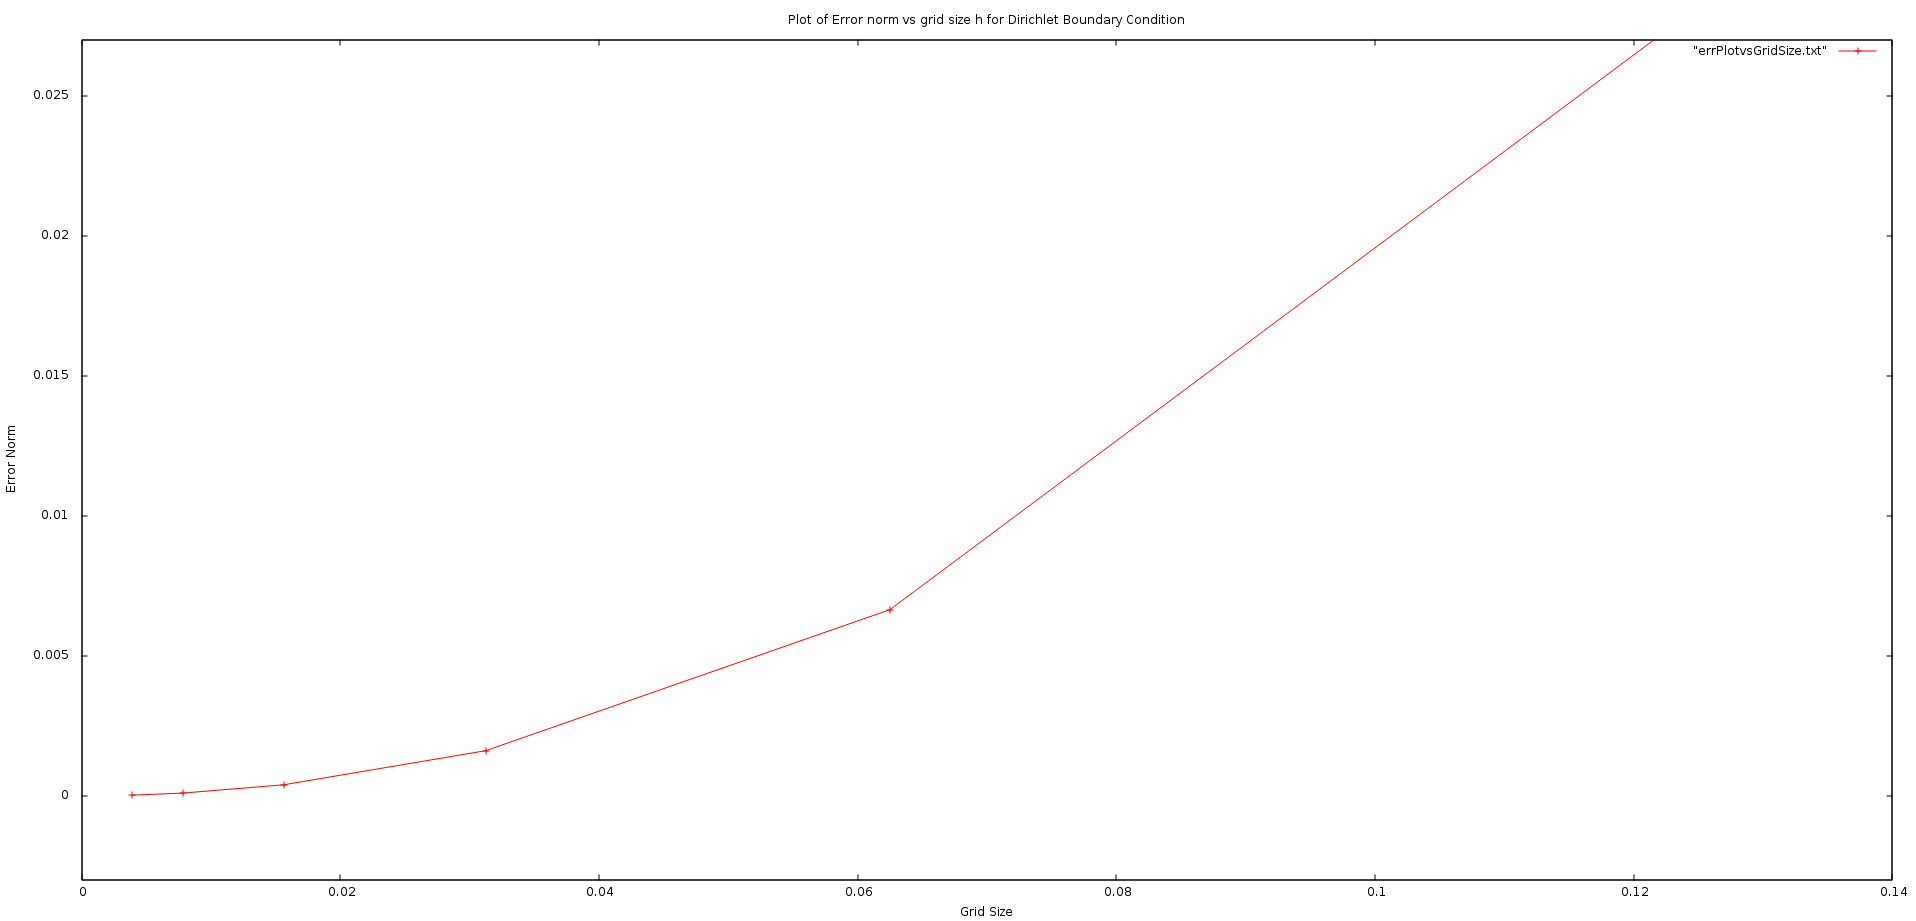 Plot of Error norm vs grid size h for Dirichlet Boundary Condition
"errPlotvsGridSize.txt"
0.025
0.02
0.015
0.01
0.005
0
Error Norm
0 0.02 0.04 0.06 0.08 0.1 0.12 0.14
Grid Size